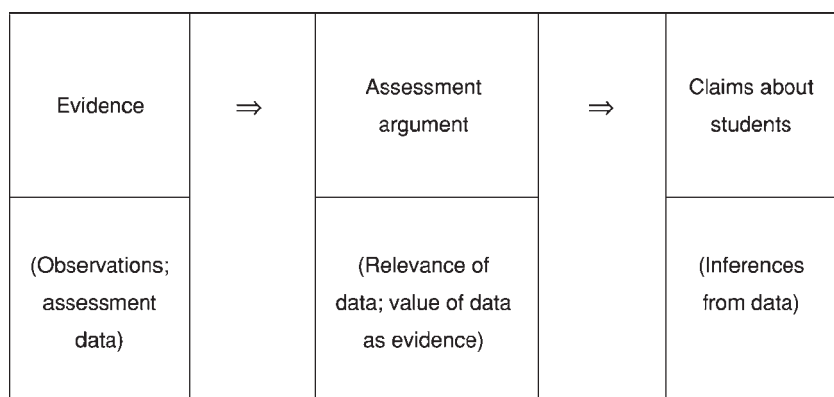 Evidence
⇒
Assessment
argument
⇒
Claims about
students
(Observations;
assessment
data)
(Relevance of
data; value of data
as evidence)
(Inferences
from data)